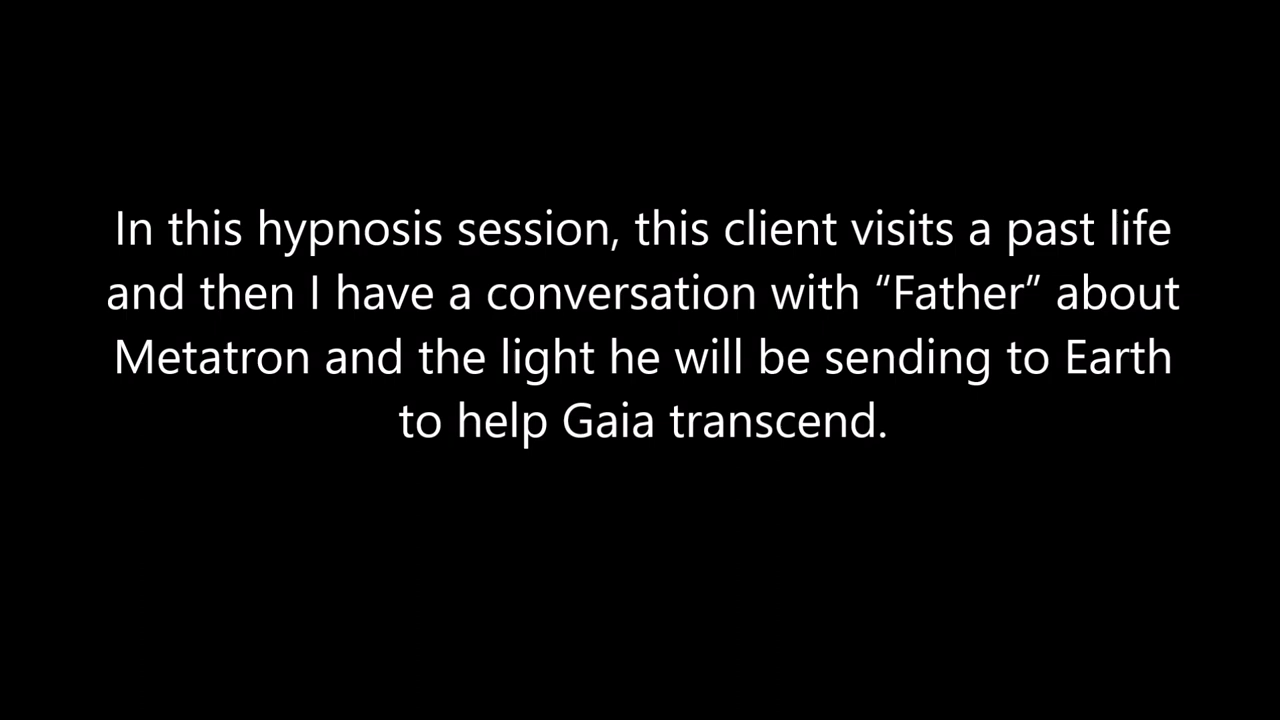 In this hypnosis session, this client visits a past life
and then I have a conversation with “Father” about
Metatron and the light he will be sending to Earth
to help Gaia transcend.